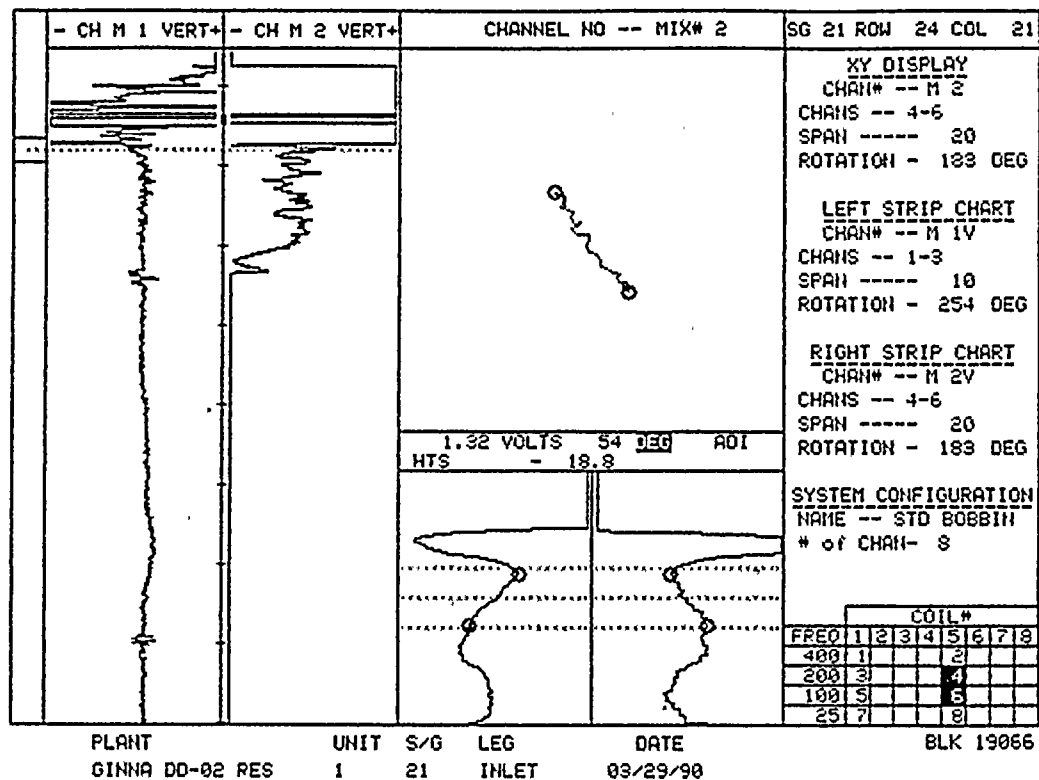 - CH M 1 VERT+
- CH M 2 VERT+
CHANNEL NO -- MIX# 2
SG 21 ROW 24 COL 21
XY DISPLAY
CHAN# -- M 2
CHANS -- 4-6
SPAN ----- 20
ROTATION - 183 DEG
LEFT STRIP CHART
CHAN# -- M 1V
CHANS -- 1-3
SPAN ----- 10
ROTATION - 254 DEG
RIGHT STRIP CHART
CHAN# -- M 2V
CHANS -- 4-6
SPAN ----- 20
ROTATION - 183 DEG
1.32 VOLTS 54 DEG ADI
HTS - 18.8
SYSTEM CONFIGURATION
NAME -- STD BOBBIN
# of CHAN- 8
COIL#
FREQ 1 2 3 4 5 6 7 8
400 1 2
200 3 4
100 5 6
25 7 8
PLANT UNIT S/G LEG DATE BLK 19066
GINNA DD-02 RES 1 21 INLET 03/29/90